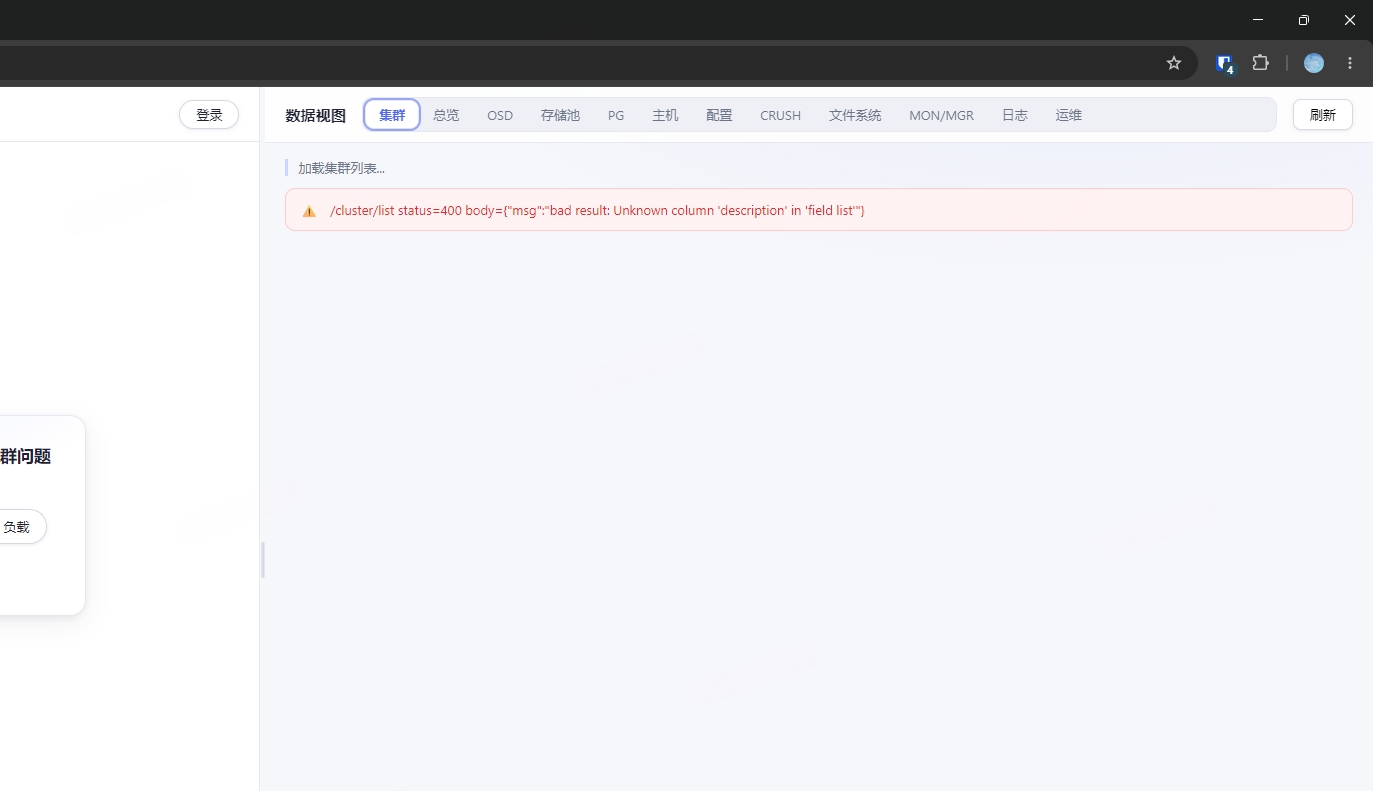 4
登录
数据视图 集群 总览 OSD 存储池 PG 主机 配置 CRUSH 文件系统 MON/MGR 日志 运维 刷新
加载集群列表...
/cluster/list status=400 body={"msg":"bad result: Unknown column 'description' in 'field list'"}
群问题
负载